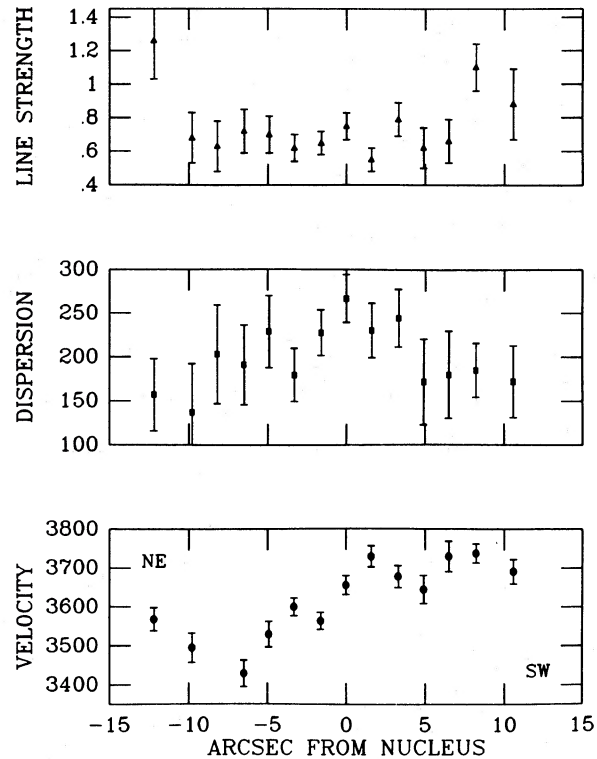 LINE STRENGTH
1.4
1.2
1
.8
.6
.4
DISPERSION
300
250
200
150
100
VELOCITY
3800
3700
3600
3500
3400
NE
SW
−15 −10 −5 0 5 10 15
ARCSEC FROM NUCLEUS